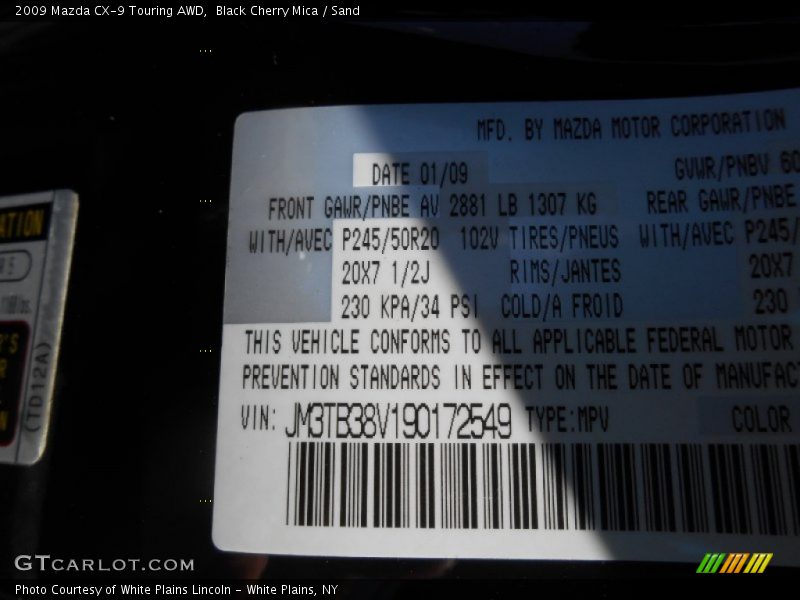 2009 Mazda CX-9 Touring AWD, Black Cherry Mica / Sand
MFD. BY MAZDA MOTOR CORPORATION
DATE 01/09 GVWR/PNBV 60
FRONT GAWR/PNBE AV 2881 LB 1307 KG REAR GAWR/PNBE
WITH/AVEC P245/50R20 102V TIRES/PNEUS WITH/AVEC P245/
20X7 1/2J RIMS/JANTES 20X7
230 KPA/34 PSI COLD/A FROID 230
THIS VEHICLE CONFORMS TO ALL APPLICABLE FEDERAL MOTOR
PREVENTION STANDARDS IN EFFECT ON THE DATE OF MANUFAC
VIN: JM3TB38V190172549 TYPE:MPV COLOR
ATION
(TD12A)
GTCARLOT.COM
Photo Courtesy of White Plains Lincoln - White Plains, NY